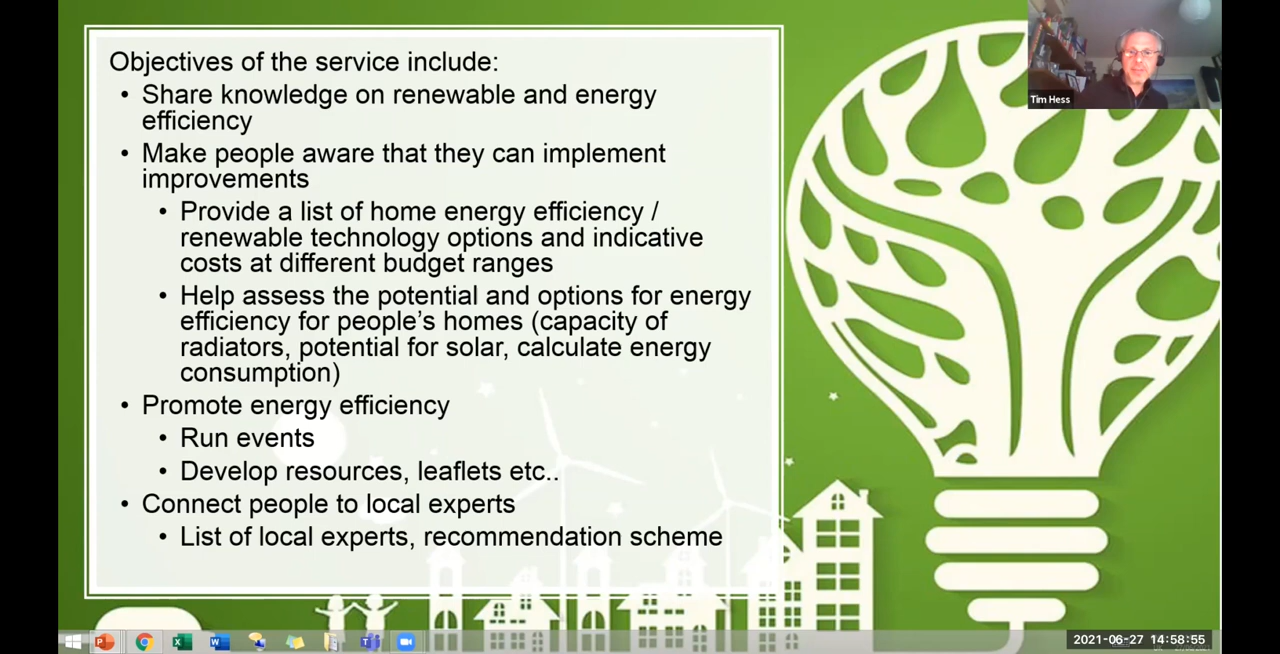 Objectives of the service include:
• Share knowledge on renewable and energy
efficiency
• Make people aware that they can implement
improvements
• Provide a list of home energy efficiency /
renewable technology options and indicative
costs at different budget ranges
• Help assess the potential and options for energy
efficiency for people's homes (capacity of
radiators, potential for solar, calculate energy
consumption)
• Promote energy efficiency
• Run events
• Develop resources, leaflets etc..
• Connect people to local experts
• List of local experts, recommendation scheme
Tim Hess
2021-06-27 14:58:55